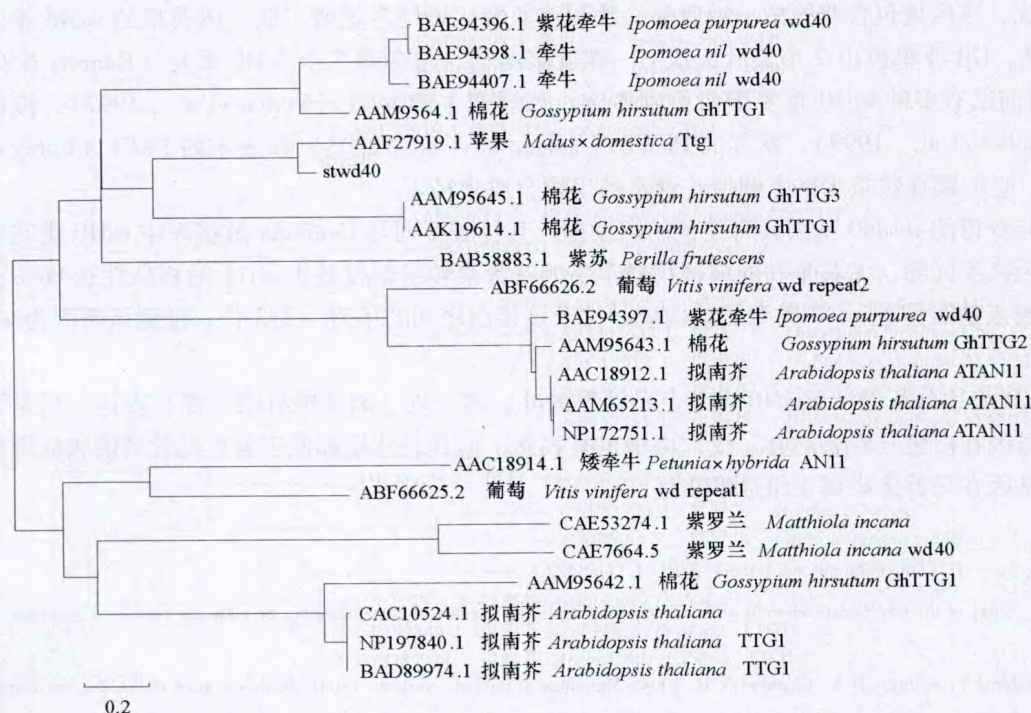 BAE94396.1 紫花牵牛 Ipomoea purpurea wd40
BAE94398.1 牵牛 Ipomoea nil wd40
BAE94407.1 牵牛 Ipomoea nil wd40
AAM9564.1 棉花 Gossypium hirsutum GhTTG1
AAF27919.1 苹果 Malus×domestica Ttg1
stwd40
AAM95645.1 棉花 Gossypium hirsutum GhTTG3
AAK19614.1 棉花 Gossypium hirsutum GhTTG1
BAB58883.1 紫苏 Perilla frutescens
ABF66626.2 葡萄 Vitis vinifera wd repeat2
BAE94397.1 紫花牵牛 Ipomoea purpurea wd40
AAM95643.1 棉花 Gossypium hirsutum GhTTG2
AAC18912.1 拟南芥 Arabidopsis thaliana ATAN11
AAM65213.1 拟南芥 Arabidopsis thaliana ATAN11
NP172751.1 拟南芥 Arabidopsis thaliana ATAN11
AAC18914.1 矮牵牛 Petunia×hybrida AN11
ABF66625.2 葡萄 Vitis vinifera wd repeat1
CAE53274.1 紫罗兰 Matthiola incana
CAE7664.5 紫罗兰 Matthiola incana wd40
AAM95642.1 棉花 Gossypium hirsutum GhTTG1
CAC10524.1 拟南芥 Arabidopsis thaliana
NP197840.1 拟南芥 Arabidopsis thaliana TTG1
BAD89974.1 拟南芥 Arabidopsis thaliana TTG1
0.2